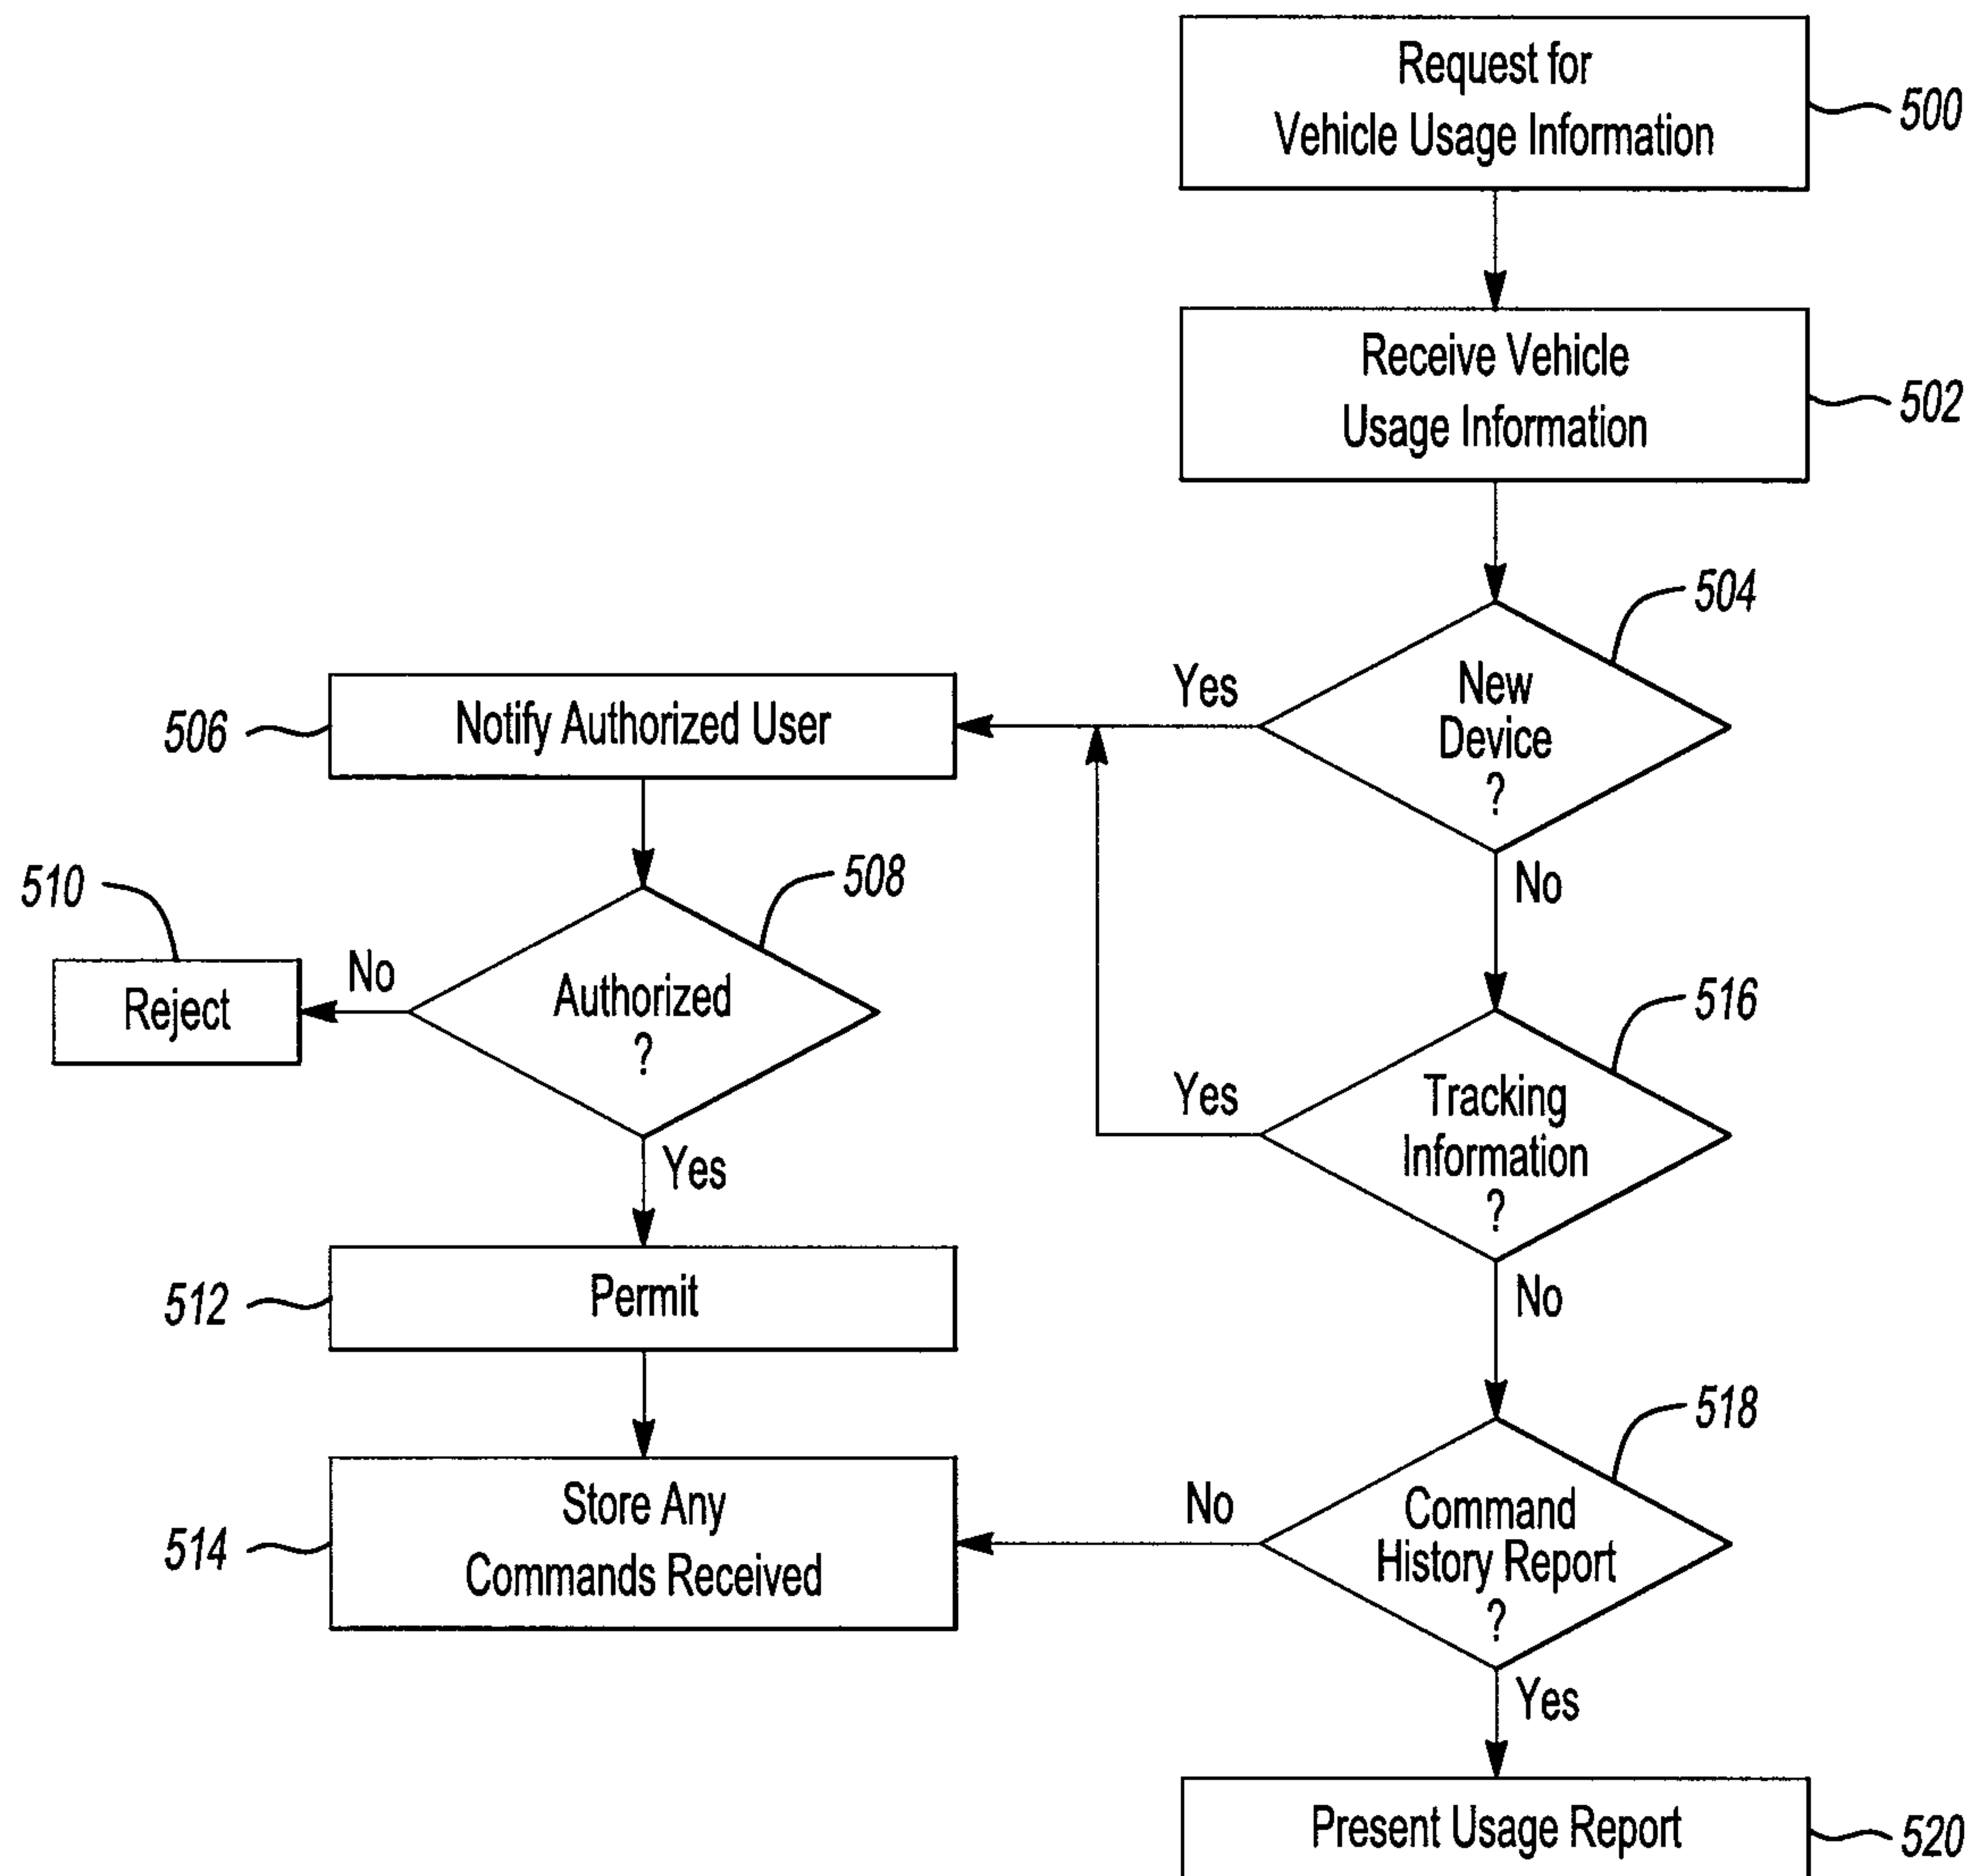 Request for
Vehicle Usage Information
500
Receive Vehicle
Usage Information
502
504
New
Device
?
Yes
No
506
Notify Authorized User
508
Authorized
?
No
510
Reject
Yes
512
Permit
514
Store Any
Commands Received
516
Tracking
Information
?
Yes
No
518
Command
History Report
?
No
Yes
Present Usage Report
520